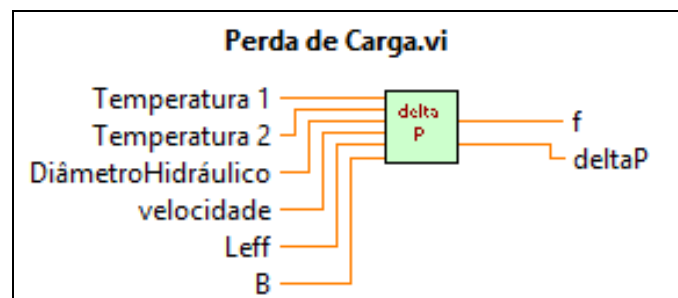 Perda de Carga.vi
Temperatura 1
Temperatura 2
DiâmetroHidráulico
velocidade
Leff
B
delta
P
f
deltaP